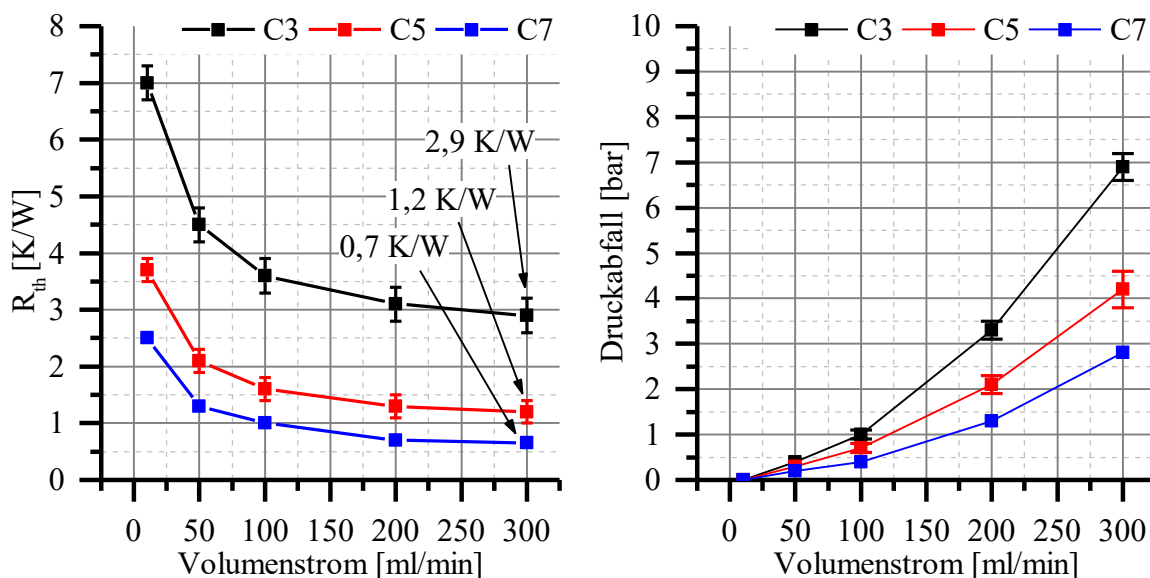 C3 C5 C7
8
7
6
5
4
3
2
1
0
R_th [K/W]
2,9 K/W
1,2 K/W
0,7 K/W
0 50 100 150 200 250 300
Volumenstrom [ml/min]
C3 C5 C7
10
9
8
7
6
5
4
3
2
1
0
Druckabfall [bar]
0 50 100 150 200 250 300
Volumenstrom [ml/min]